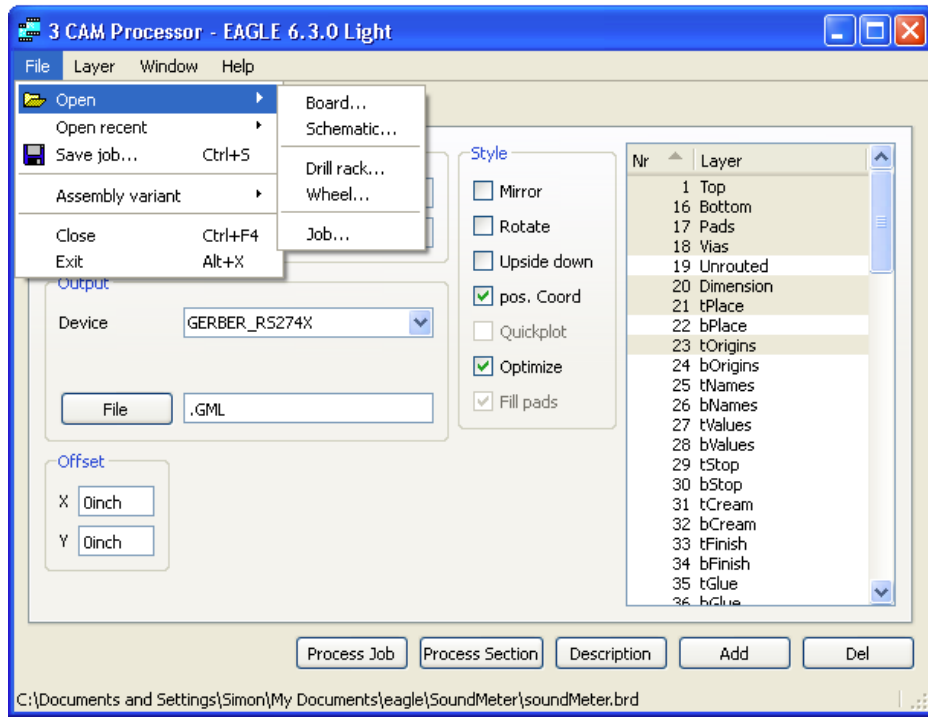 3 CAM Processor - EAGLE 6.3.0 Light
File Layer Window Help
Open
Open recent
Save job... Ctrl+S
Assembly variant
Close Ctrl+F4
Exit Alt+X
Board...
Schematic...
Drill rack...
Wheel...
Job...
Output
Device GERBER_RS274X
File .GML
Offset
X 0inch
Y 0inch
Style
Mirror
Rotate
Upside down
pos. Coord
Quickplot
Optimize
Fill pads
Nr Layer
1 Top
16 Bottom
17 Pads
18 Vias
19 Unrouted
20 Dimension
21 tPlace
22 bPlace
23 tOrigins
24 bOrigins
25 tNames
26 bNames
27 tValues
28 bValues
29 tStop
30 bStop
31 tCream
32 bCream
33 tFinish
34 bFinish
35 tGlue
36 bGlue
Process Job Process Section Description Add Del
C:\Documents and Settings\Simon\My Documents\eagle\SoundMeter\soundMeter.brd